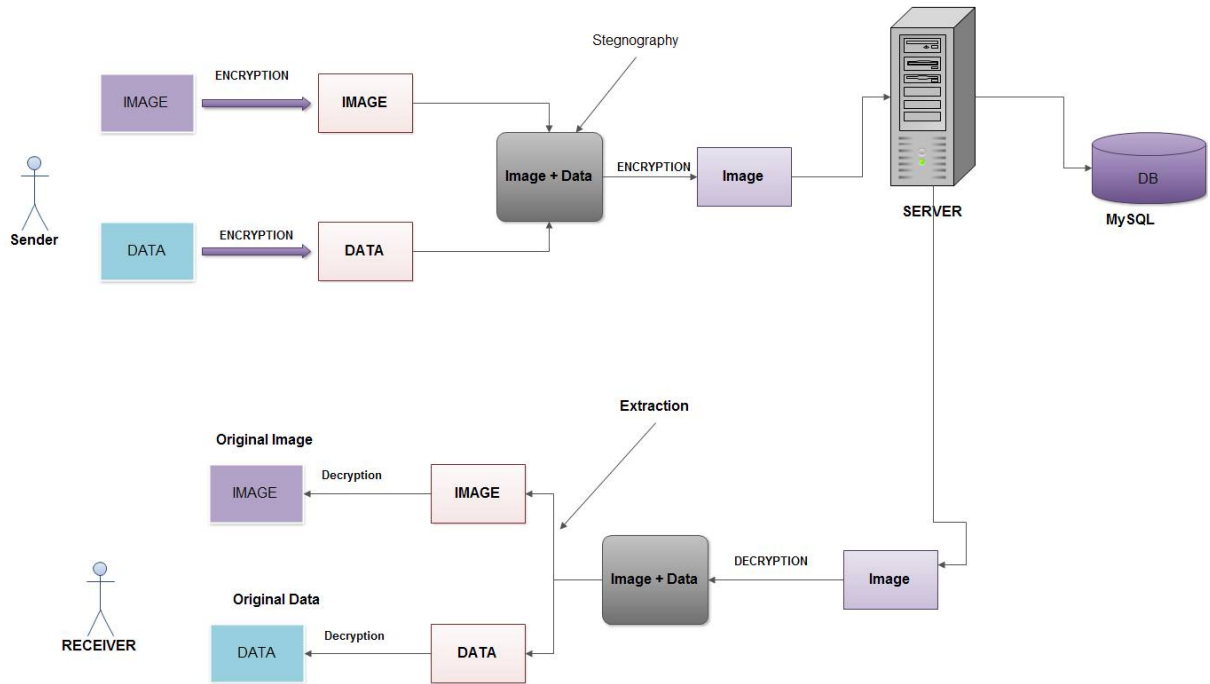 Stegnography
ENCRYPTION
IMAGE
IMAGE
Image + Data
ENCRYPTION
Image
SERVER
DB
MySQL
Sender
ENCRYPTION
DATA
DATA
Extraction
Original Image
Decryption
IMAGE
IMAGE
Image + Data
DECRYPTION
Image
Original Data
Decryption
DATA
DATA
RECEIVER